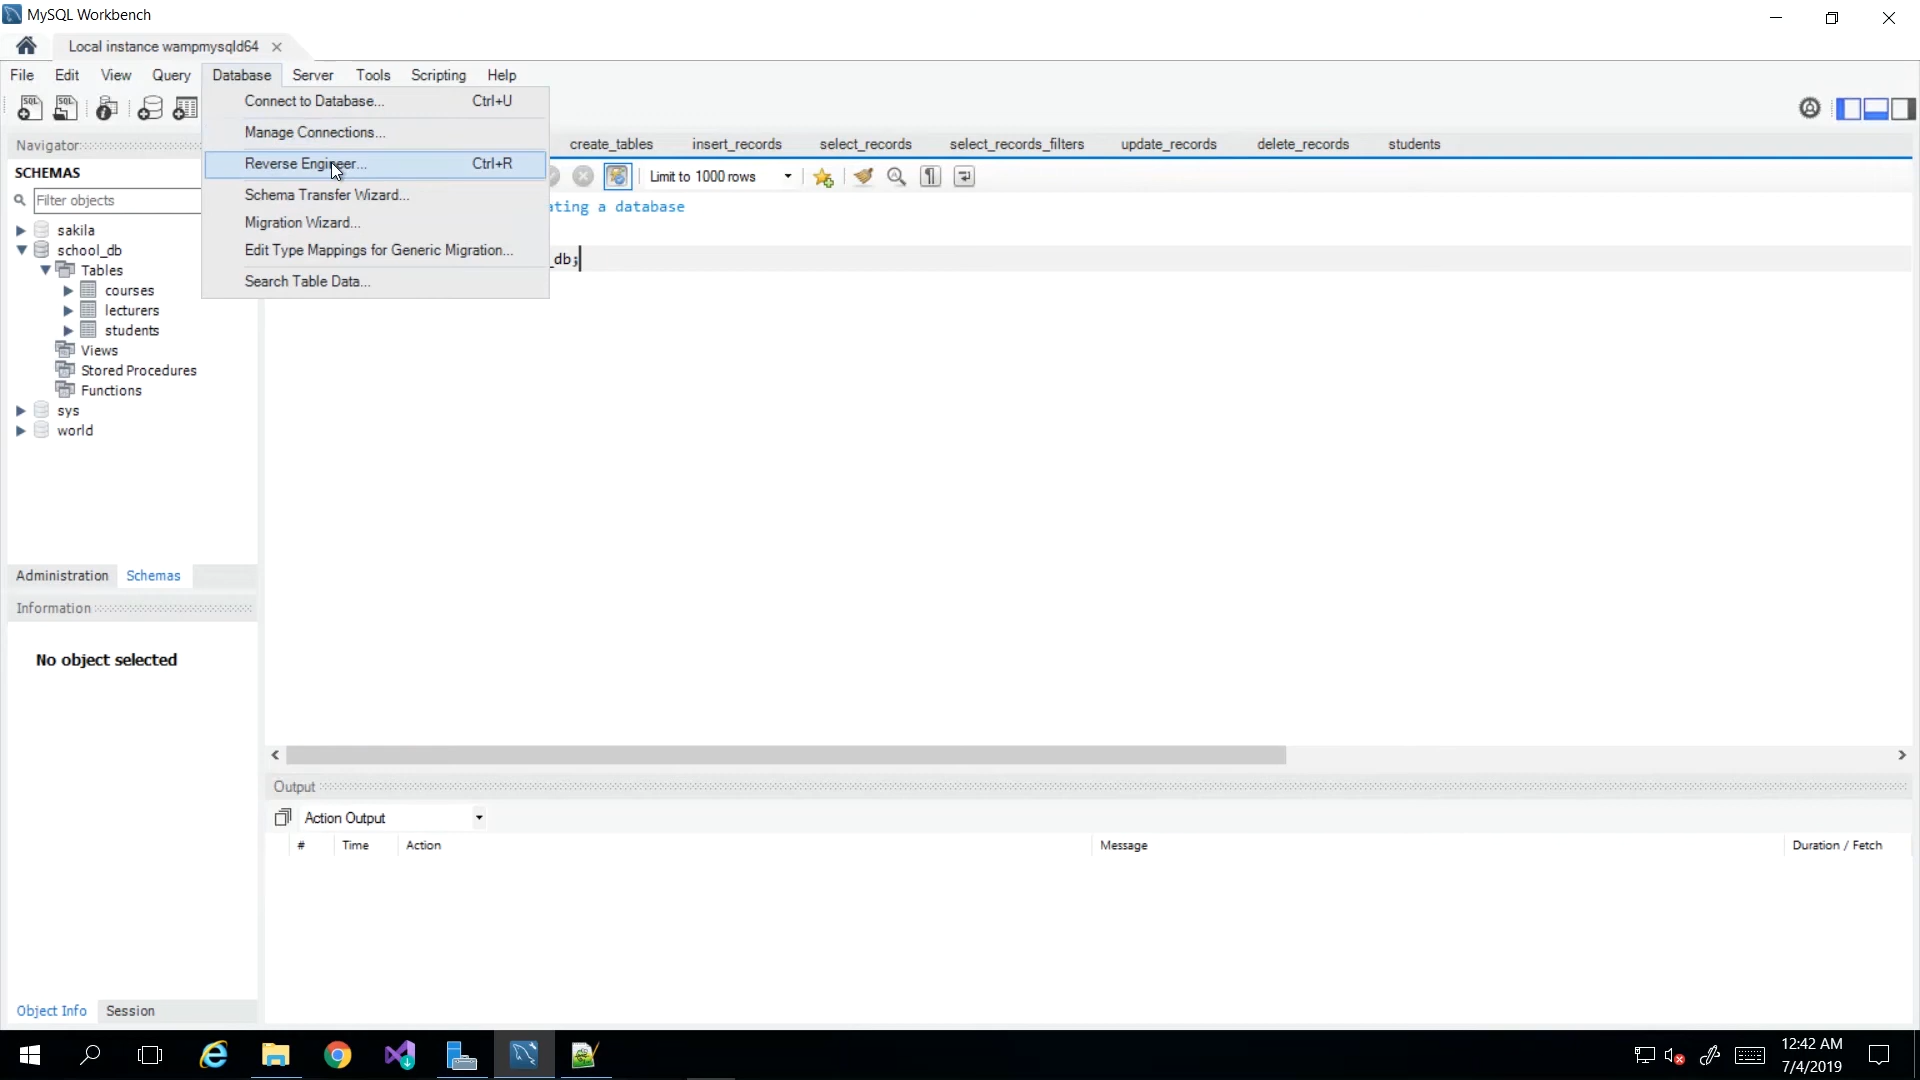 MySQL Workbench
Local instance wampmysqld64
File Edit View Query Database Server Tools Scripting Help
Connect to Database... Ctrl+U
Manage Connections...
Reverse Engineer... Ctrl+R
Schema Transfer Wizard...
Migration Wizard...
Edit Type Mappings for Generic Migration...
Search Table Data...
Navigator
SCHEMAS
Filter objects
sakila
school_db
Tables
courses
lecturers
students
Views
Stored Procedures
Functions
sys
world
create_tables insert_records select_records select_records_filters update_records delete_records students
Limit to 1000 rows
ating a database
_db;
Administration Schemas
Information
No object selected
Object Info Session
Output
Action Output
# Time Action Message Duration / Fetch
12:42 AM
7/4/2019